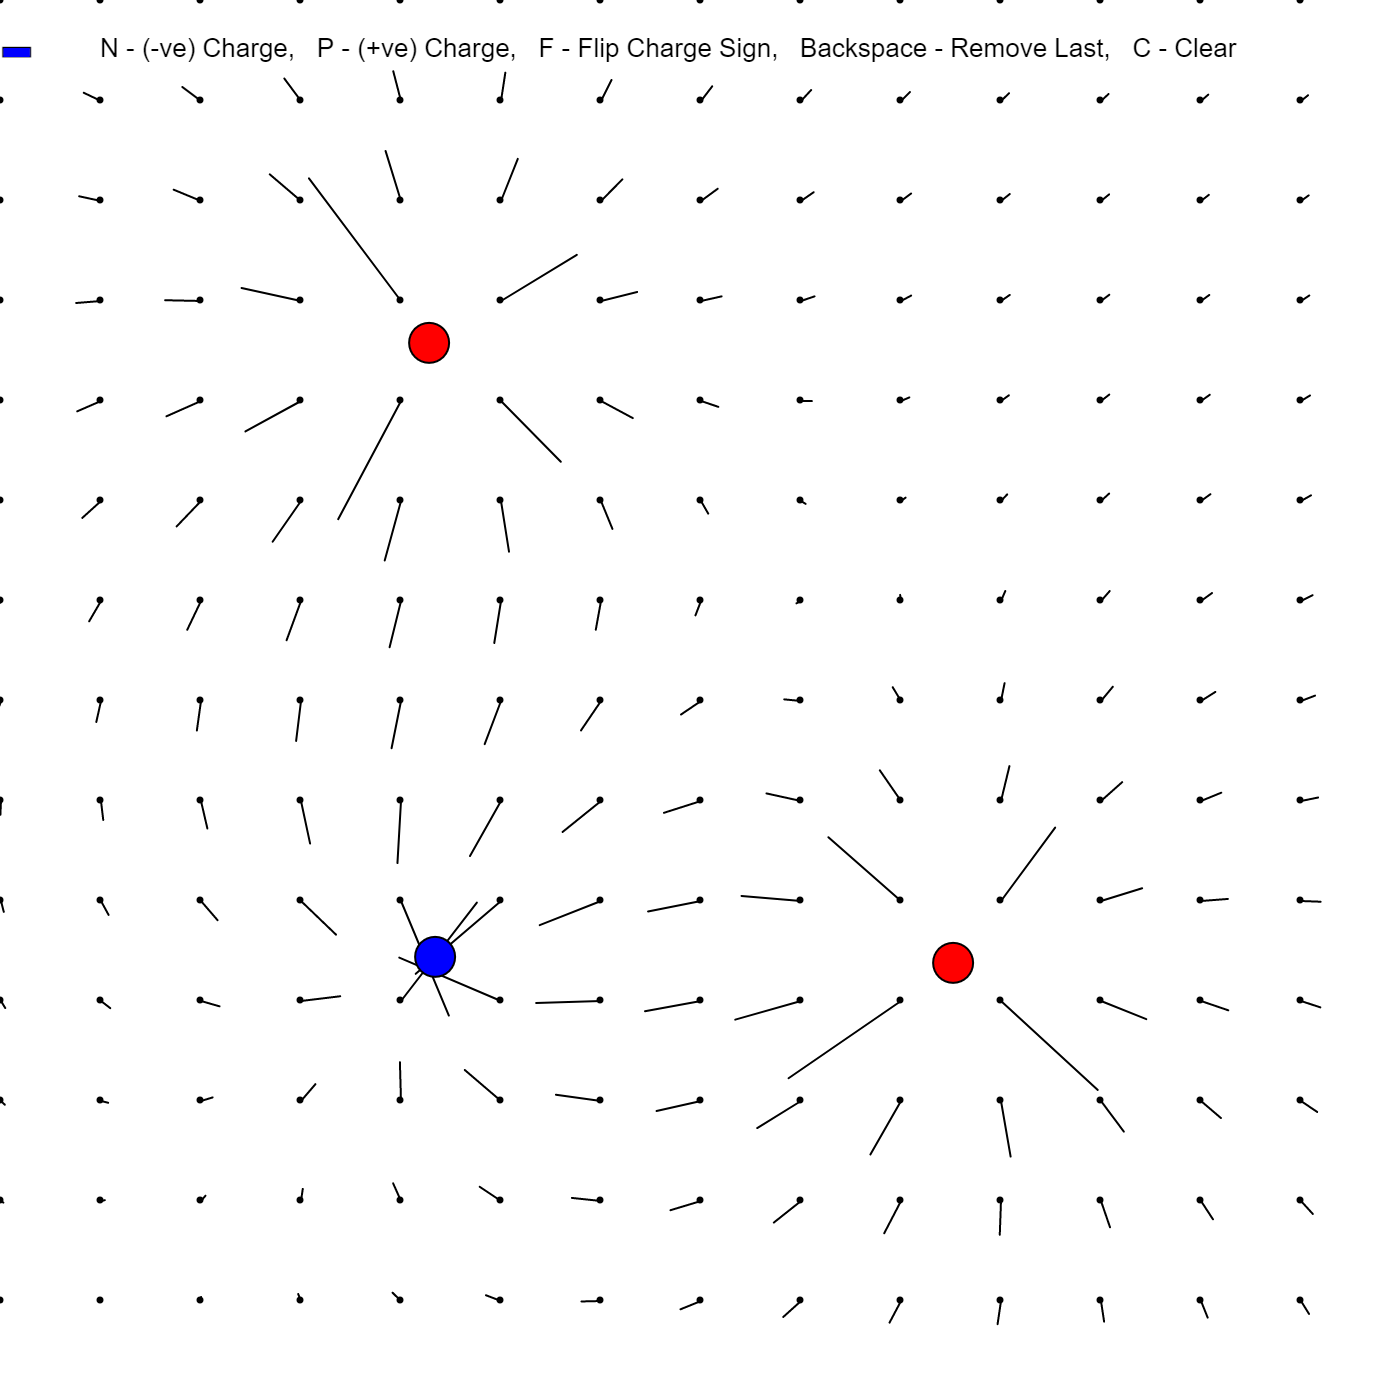 N - (-ve) Charge,   P - (+ve) Charge,   F - Flip Charge Sign,   Backspace - Remove Last,   C - Clear